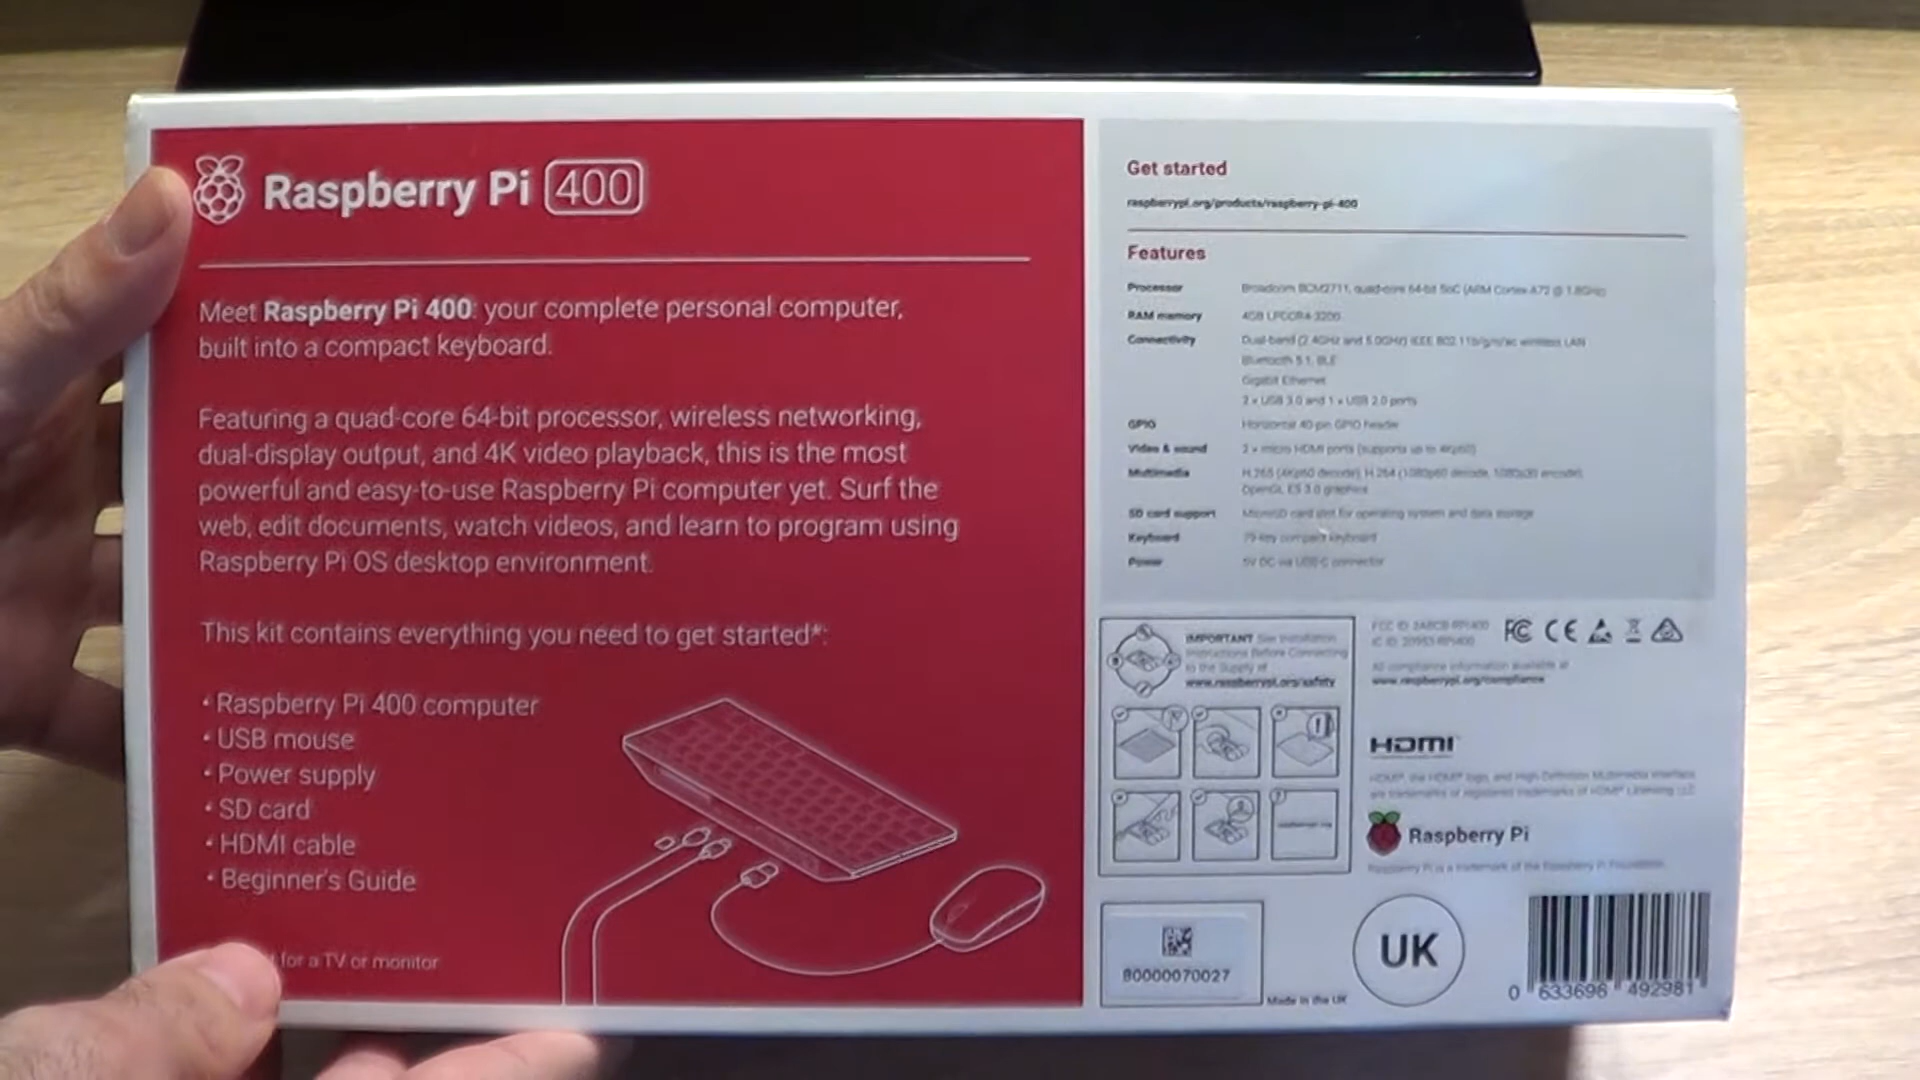 Raspberry Pi 400
Meet Raspberry Pi 400: your complete personal computer,
built into a compact keyboard.
Featuring a quad-core 64-bit processor, wireless networking,
dual-display output, and 4K video playback, this is the most
powerful and easy-to-use Raspberry Pi computer yet. Surf the
web, edit documents, watch videos, and learn to program using
Raspberry Pi OS desktop environment.
This kit contains everything you need to get started*:
• Raspberry Pi 400 computer
• USB mouse
• Power supply
• SD card
• HDMI cable
• Beginner's Guide
for a TV or monitor
Get started
raspberrypi.org/products/raspberry-pi-400
Features
Processor Broadcom BCM2711, quad-core 64-bit SoC (ARM Cortex-A72 @ 1.8GHz)
RAM memory 4GB LPDDR4-3200
Connectivity Dual-band (2.4GHz and 5.0GHz) IEEE 802.11b/g/n/ac wireless LAN
Bluetooth 5.1, BLE
Gigabit Ethernet
2 × USB 3.0 and 1 × USB 2.0 ports
GPIO Horizontal 40-pin GPIO header
Video & sound 2 × micro HDMI ports (supports up to 4Kp60)
Multimedia H.265 (4Kp60 decode); H.264 (1080p60 decode, 1080p30 encode);
OpenGL ES 3.0 graphics
SD card support MicroSD card slot for operating system and data storage
Keyboard 79-key compact keyboard
Power 5V DC via USB-C connector
IMPORTANT See Installation
Instructions Before Connecting
to the Supply at
www.raspberrypi.org/safety
FCC ID: 2ABCB-RPI400
IC ID: 20953-RPI400
FC CE
All compliance information available at
www.raspberrypi.org/compliance
HDMI
HDMI®, the HDMI® logo, and High-Definition Multimedia Interface
are trademarks or registered trademarks of HDMI® Licensing LLC
Raspberry Pi
Raspberry Pi is a trademark of the Raspberry Pi Foundation
80000070027
Made in the UK
UK
0 633696 492981